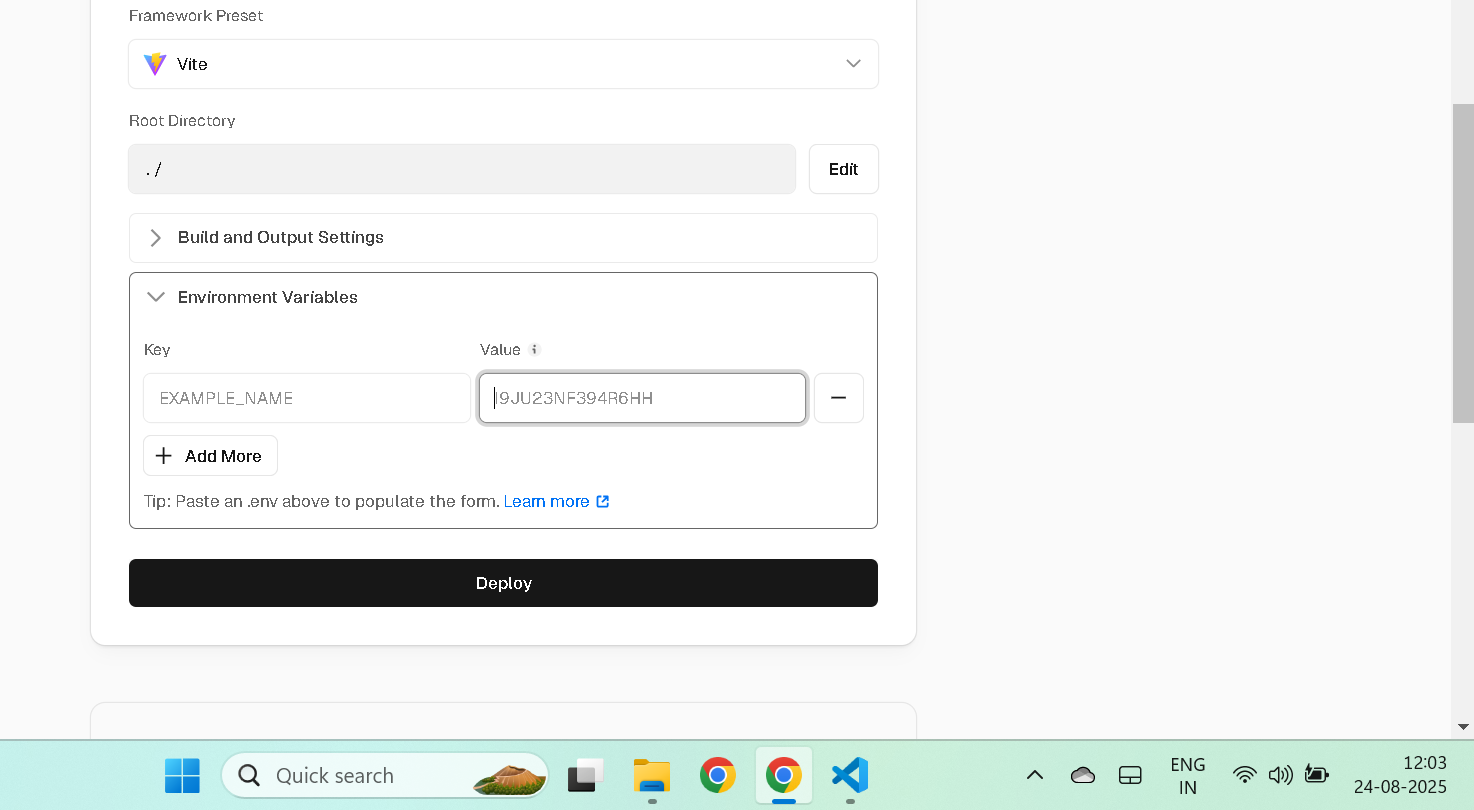 Framework Preset
Vite
Root Directory
./
Edit
Build and Output Settings
Environment Variables
Key
Value
EXAMPLE_NAME
I9JU23NF394R6HH
Add More
Tip: Paste an .env above to populate the form. Learn more
Deploy
Quick search
ENG
IN
12:03
24-08-2025